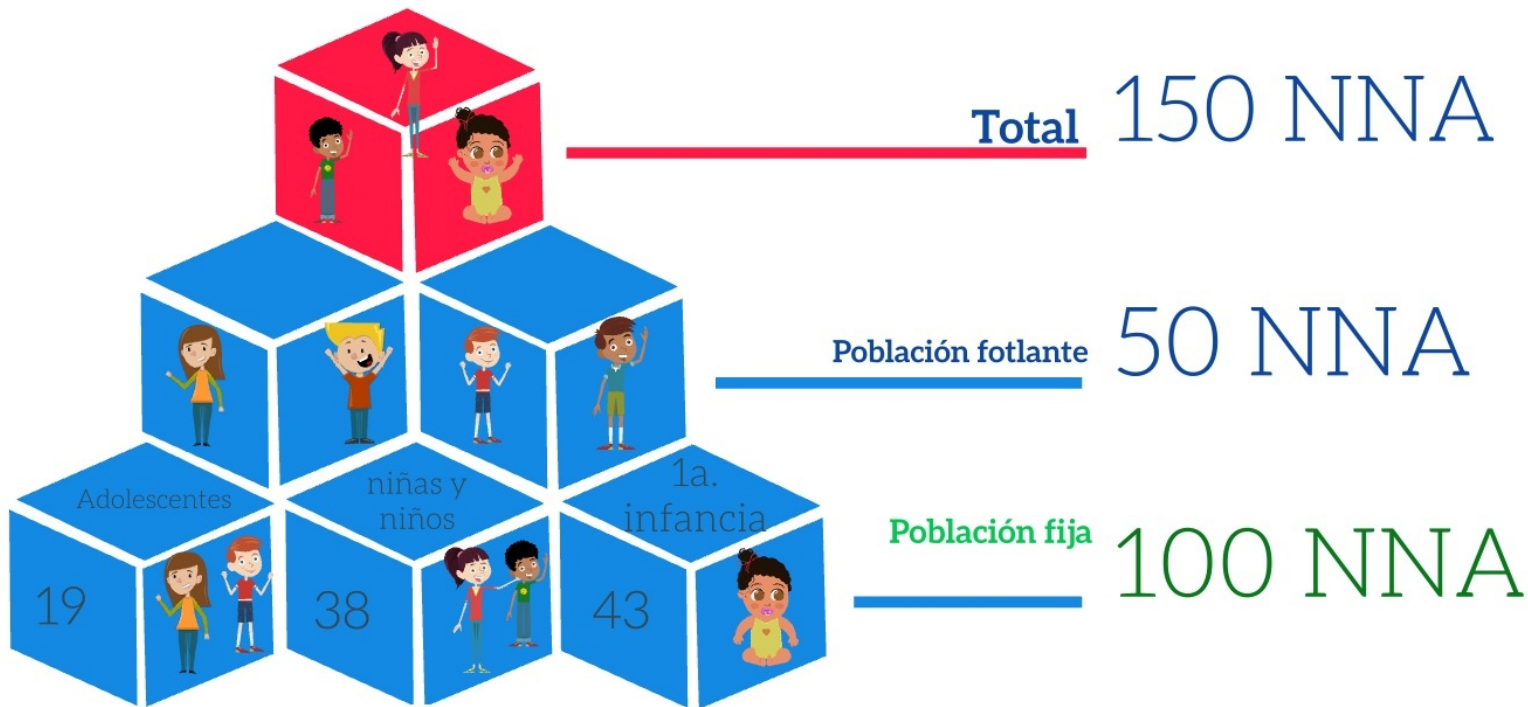 Total 150 NNA
Población fotlante 50 NNA
Adolescentes
niñas y
niños
1a.
infancia
Población fija 100 NNA
19
38
43